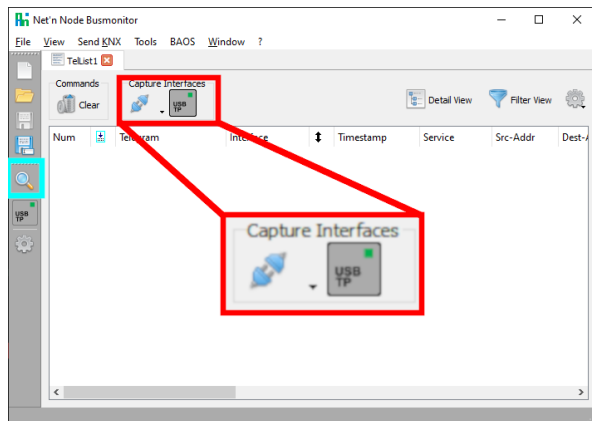 Net'n Node Busmonitor
File View Send KNX Tools BAOS Window ?
TelList1
Commands
Capture Interfaces
Clear
USB
TP
Detail View
Filter View
Num Telegram Interface Timestamp Service Src-Addr Dest-A
USB
TP
Capture Interfaces
USB
TP